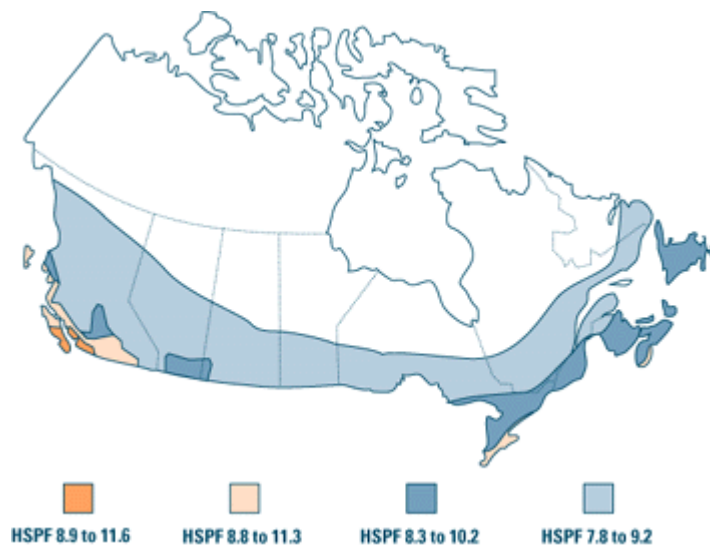 HSPF 8.9 to 11.6
HSPF 8.8 to 11.3
HSPF 8.3 to 10.2
HSPF 7.8 to 9.2